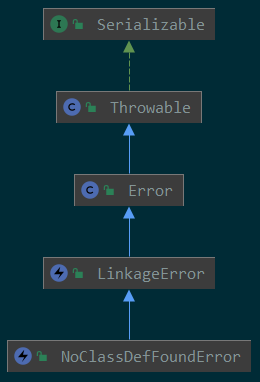 I Serializable
C Throwable
C Error
LinkageError
NoClassDefFoundError